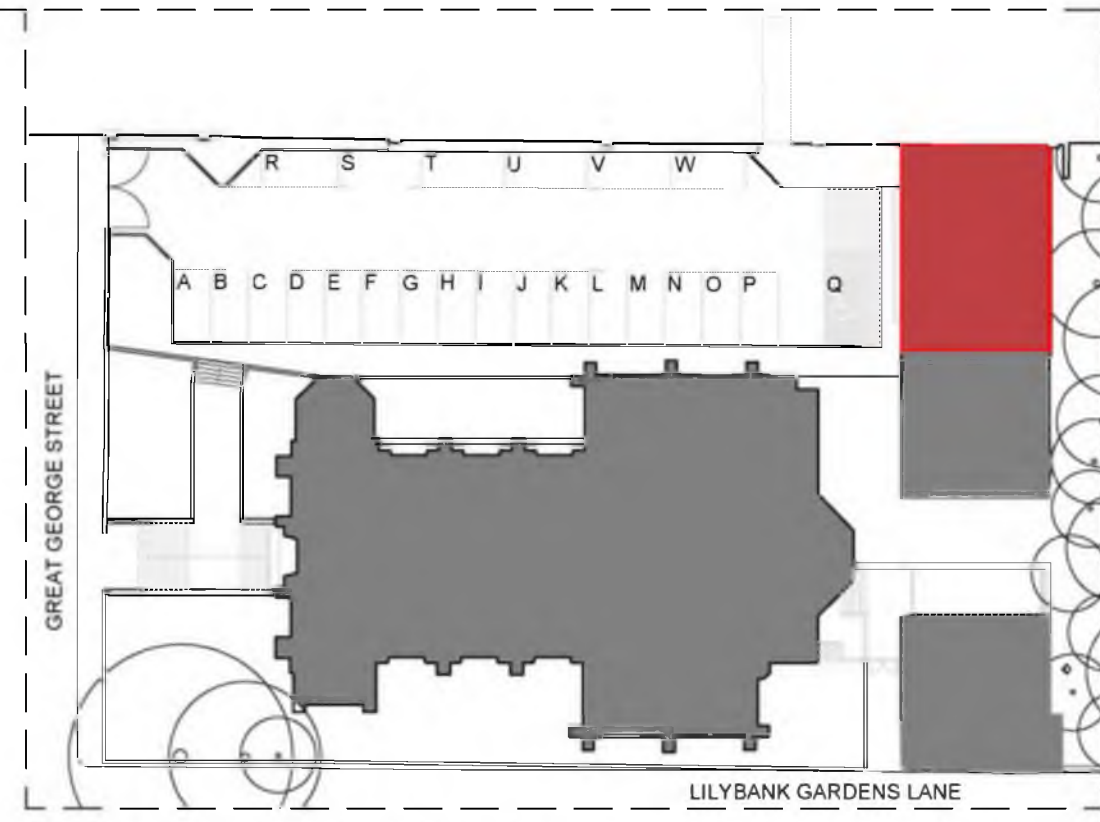 R S T U V W
A B C D E F G H I J K L M N O P Q
GREAT GEORGE STREET
LILYBANK GARDENS LANE